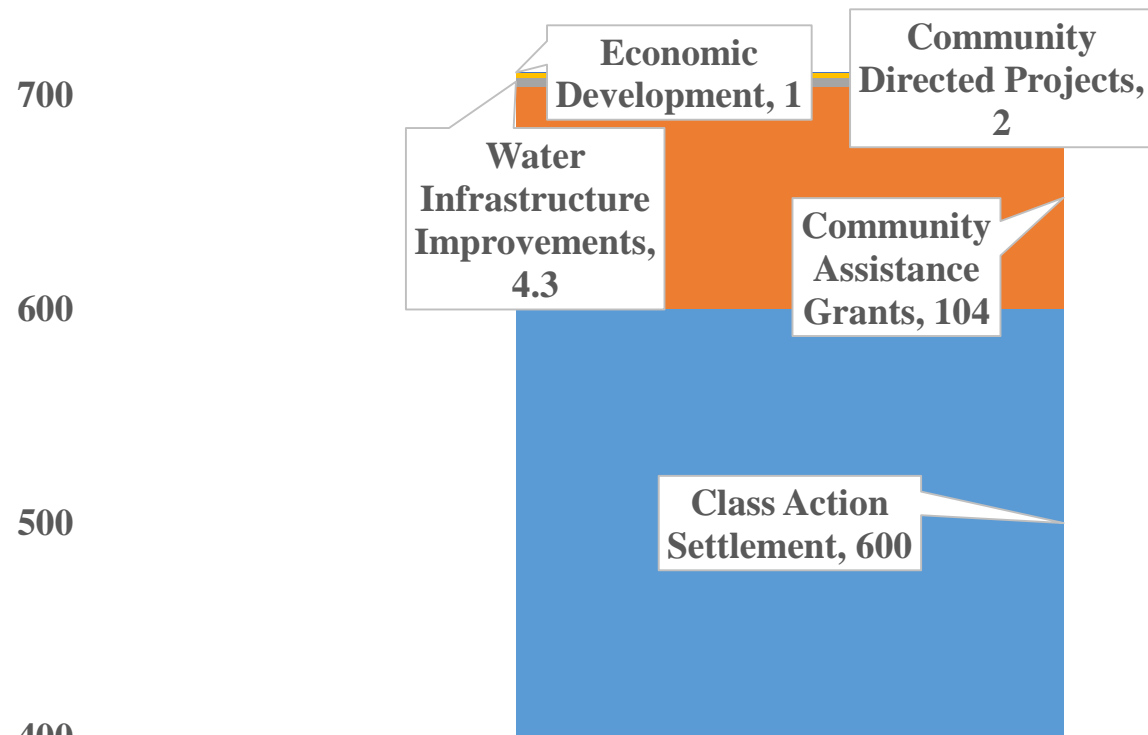 700
600
500
400
Economic
Development, 1
Community
Directed Projects,
2
Water
Infrastructure
Improvements,
4.3
Community
Assistance
Grants, 104
Class Action
Settlement, 600